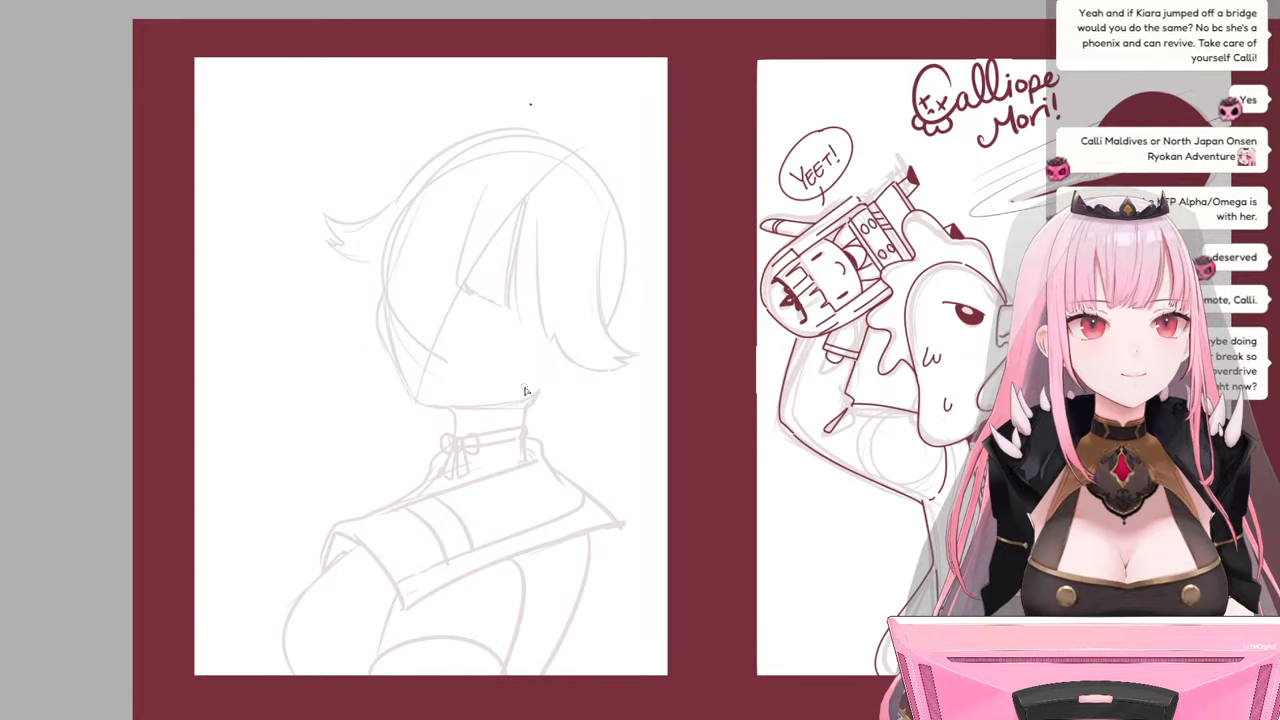 Yeah and if Kiara jumped off a bridge
would you do the same? No bc she's a
phoenix and can revive. Take care of
yourself Calli!
Yes
Calli Maldives or North Japan Onsen
Ryokan Adventure
Alpha/Omega is
with her.
deserved
mote, Calli.
doing
break so
overdrive
now?
Calliope
Mori!
YEET!